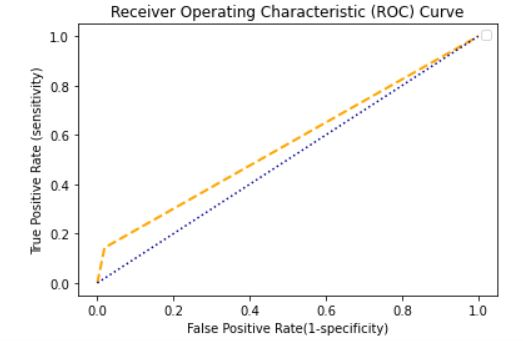 Receiver Operating Characteristic (ROC) Curve
1.0
0.8
0.6
0.4
0.2
0.0
True Positive Rate (sensitivity)
0.0 0.2 0.4 0.6 0.8 1.0
False Positive Rate(1-specificity)